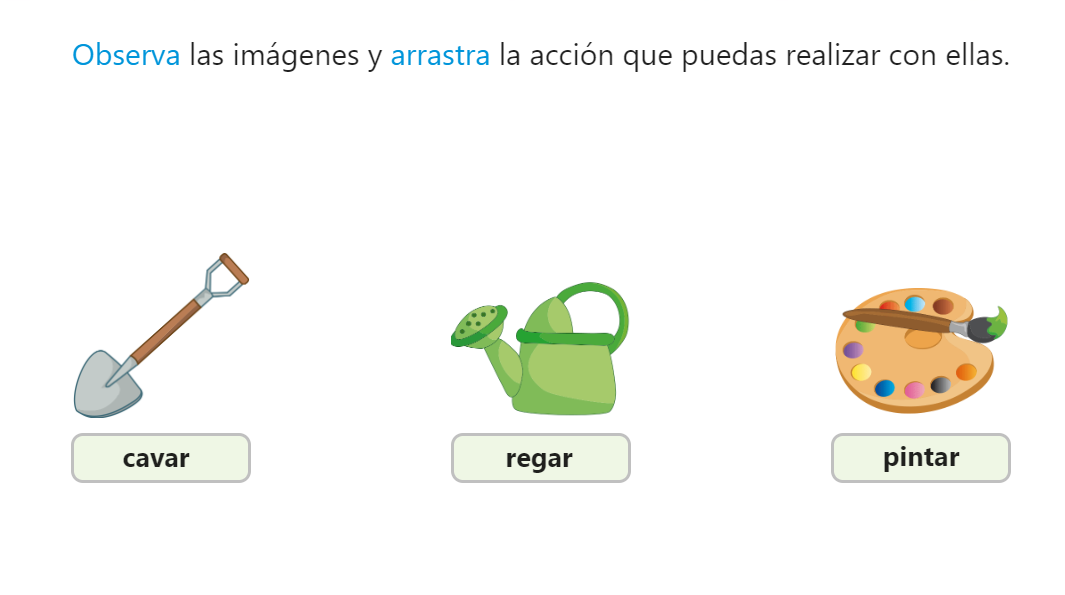 Observa las imágenes y arrastra la acción que puedas realizar con ellas.
cavar
regar
pintar